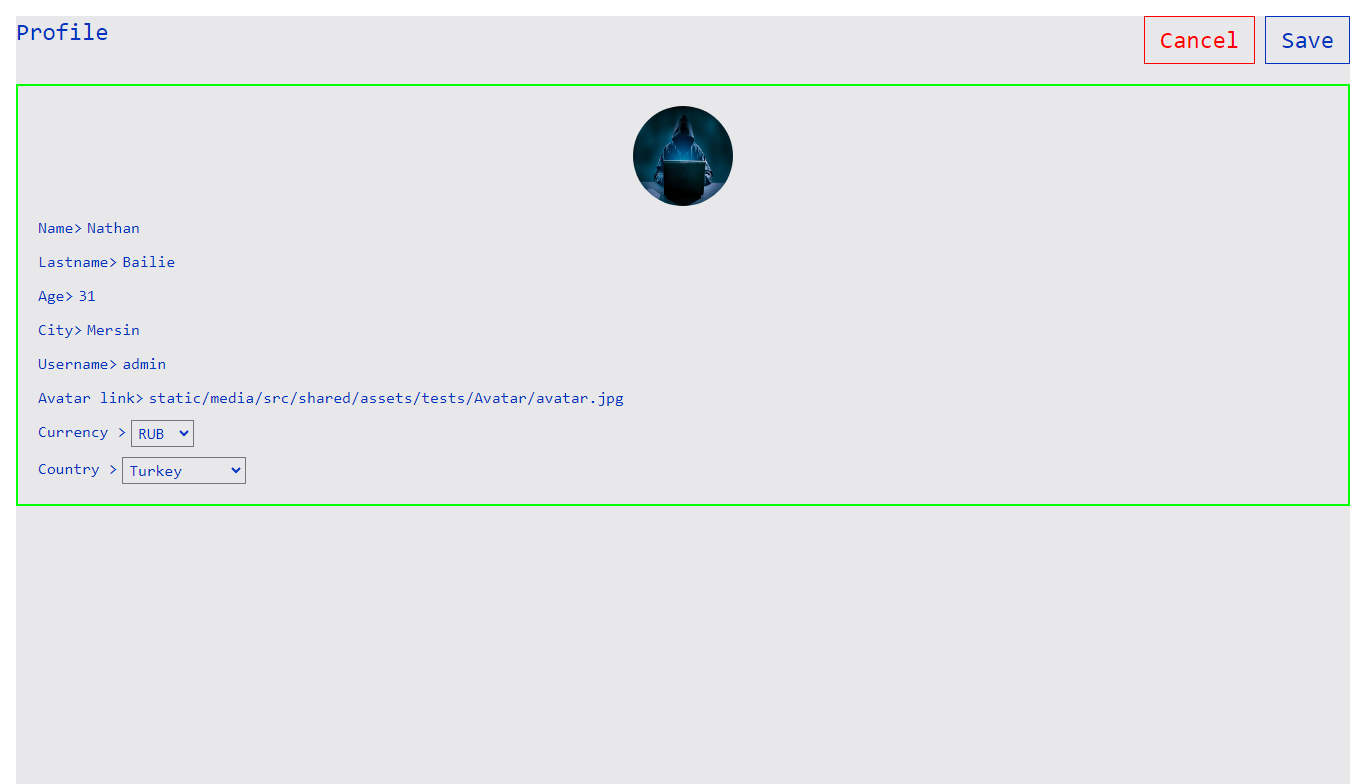 Profile
Cancel
Save
Name> Nathan
Lastname> Bailie
Age> 31
City> Mersin
Username> admin
Avatar link> static/media/src/shared/assets/tests/Avatar/avatar.jpg
Currency > RUB
Country > Turkey